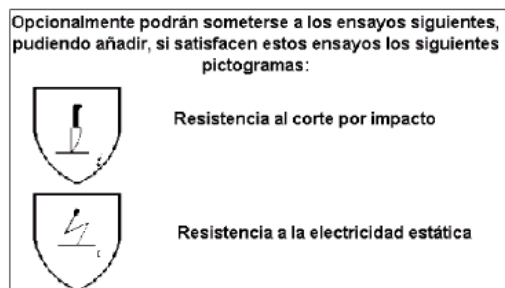 Opcionalmente podrán someterse a los ensayos siguientes,
pudiendo añadir, si satisfacen estos ensayos los siguientes
pictogramas:
Resistencia al corte por impacto
Resistencia a la electricidad estática